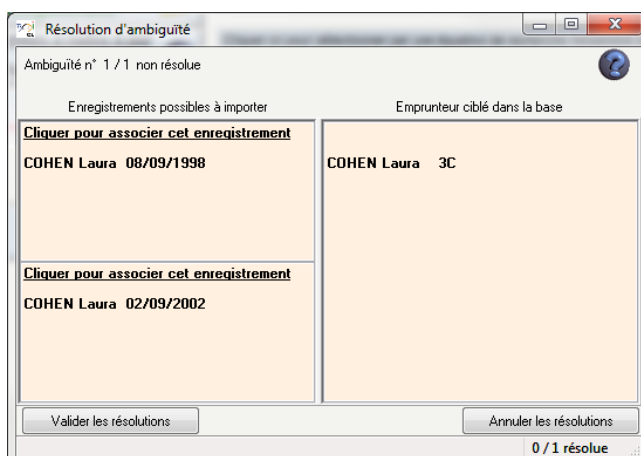 Résolution d'ambiguïté
Ambiguïté n° 1 / 1 non résolue
Enregistrements possibles à importer
Emprunteur ciblé dans la base
Cliquer pour associer cet enregistrement
COHEN Laura 08/09/1998
COHEN Laura 3C
Cliquer pour associer cet enregistrement
COHEN Laura 02/09/2002
Valider les résolutions
Annuler les résolutions
0 / 1 résolue